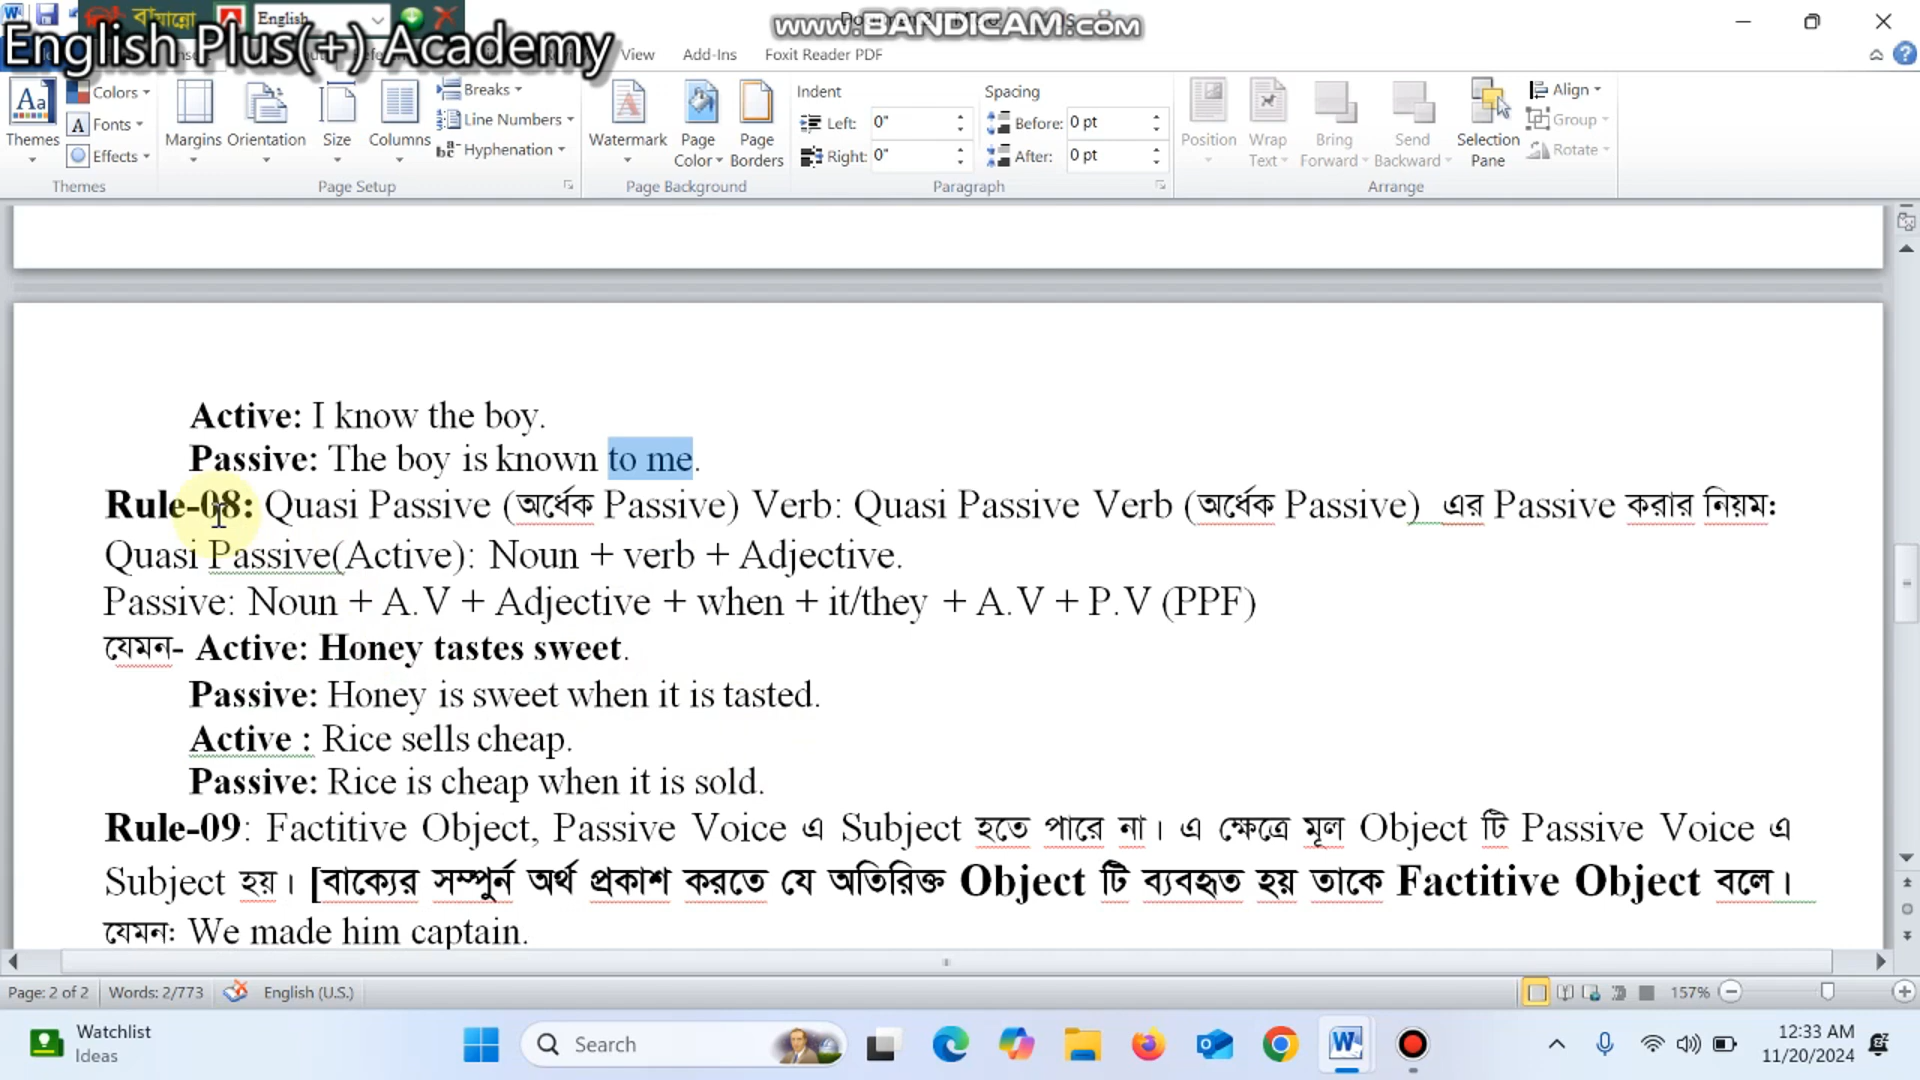 বায়ান্নো English
www.BANDICAM.com
English Plus(+) Academy
View Add-Ins Foxit Reader PDF
Themes Colors Fonts Effects Themes
Margins Orientation Size Columns Breaks Line Numbers Hyphenation Page Setup
Watermark Page Color Page Borders Page Background
Indent Spacing
Left: 0" Before: 0 pt
Right: 0" After: 0 pt
Paragraph
Position Wrap Text Bring Forward Send Backward Selection Pane Align Group Rotate
Arrange
Active: I know the boy.
Passive: The boy is known to me.
Rule-08: Quasi Passive (অর্ধেক Passive) Verb: Quasi Passive Verb (অর্ধেক Passive) এর Passive করার নিয়ম:
Quasi Passive(Active): Noun + verb + Adjective.
Passive: Noun + A.V + Adjective + when + it/they + A.V + P.V (PPF)
যেমন- Active: Honey tastes sweet.
Passive: Honey is sweet when it is tasted.
Active : Rice sells cheap.
Passive: Rice is cheap when it is sold.
Rule-09: Factitive Object, Passive Voice এ Subject হতে পারে না। এ ক্ষেত্রে মূল Object টি Passive Voice এ
Subject হয়। [বাক্যের সম্পুর্ন অর্থ প্রকাশ করতে যে অতিরিক্ত Object টি ব্যবহৃত হয় তাকে Factitive Object বলে।
যেমন: We made him captain.
Page: 2 of 2 Words: 2/773 English (U.S.) 157%
Watchlist
Ideas
Search
12:33 AM
11/20/2024